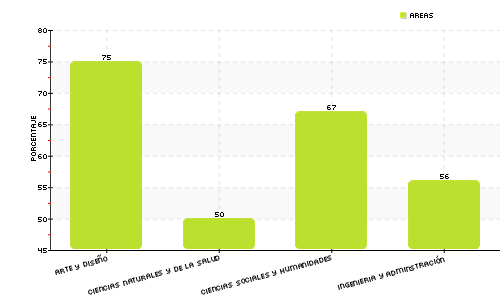 AREAS
80
75
70
65
60
55
50
45
PORCENTAJE
75
50
67
56
ARTE Y DISEÑO
CIENCIAS NATURALES Y DE LA SALUD
CIENCIAS SOCIALES Y HUMANIDADES
INGENIERIA Y ADMINSTRACIÓN